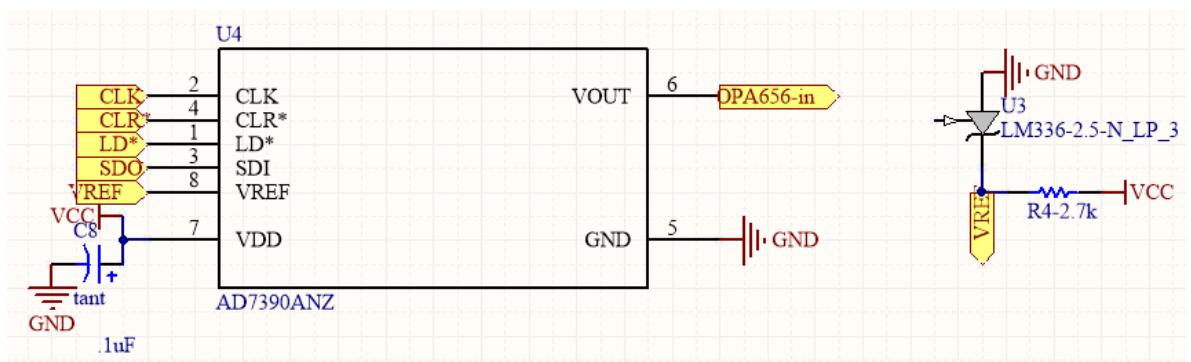 U4
CLK 2 CLK
CLR* 4 CLR*
LD* 1 LD*
SDO 3 SDI
VREF 8 VREF
VCC
C8
7 VDD
tant
GND
.1uF
VOUT 6 OPA656-in
GND 5 GND
AD7390ANZ
GND
U3
LM336-2.5-N_LP_3
VREF
R4-2.7k
VCC